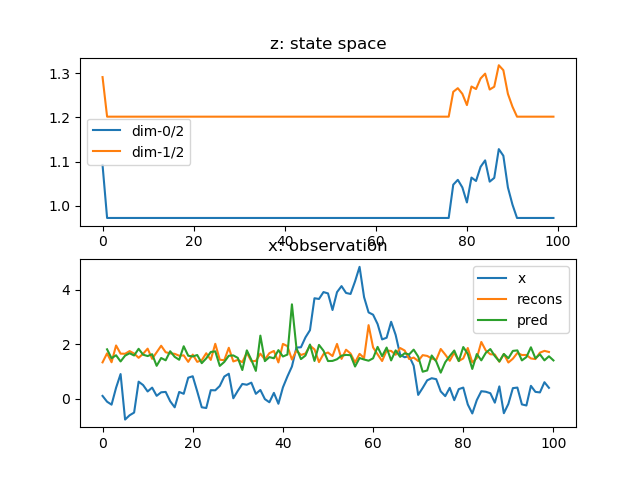 z: state space
1.3
1.2
1.1
1.0
dim-0/2
dim-1/2
0 20 40 60 80 100
x: observation
4
2
0
x
recons
pred
0 20 40 60 80 100